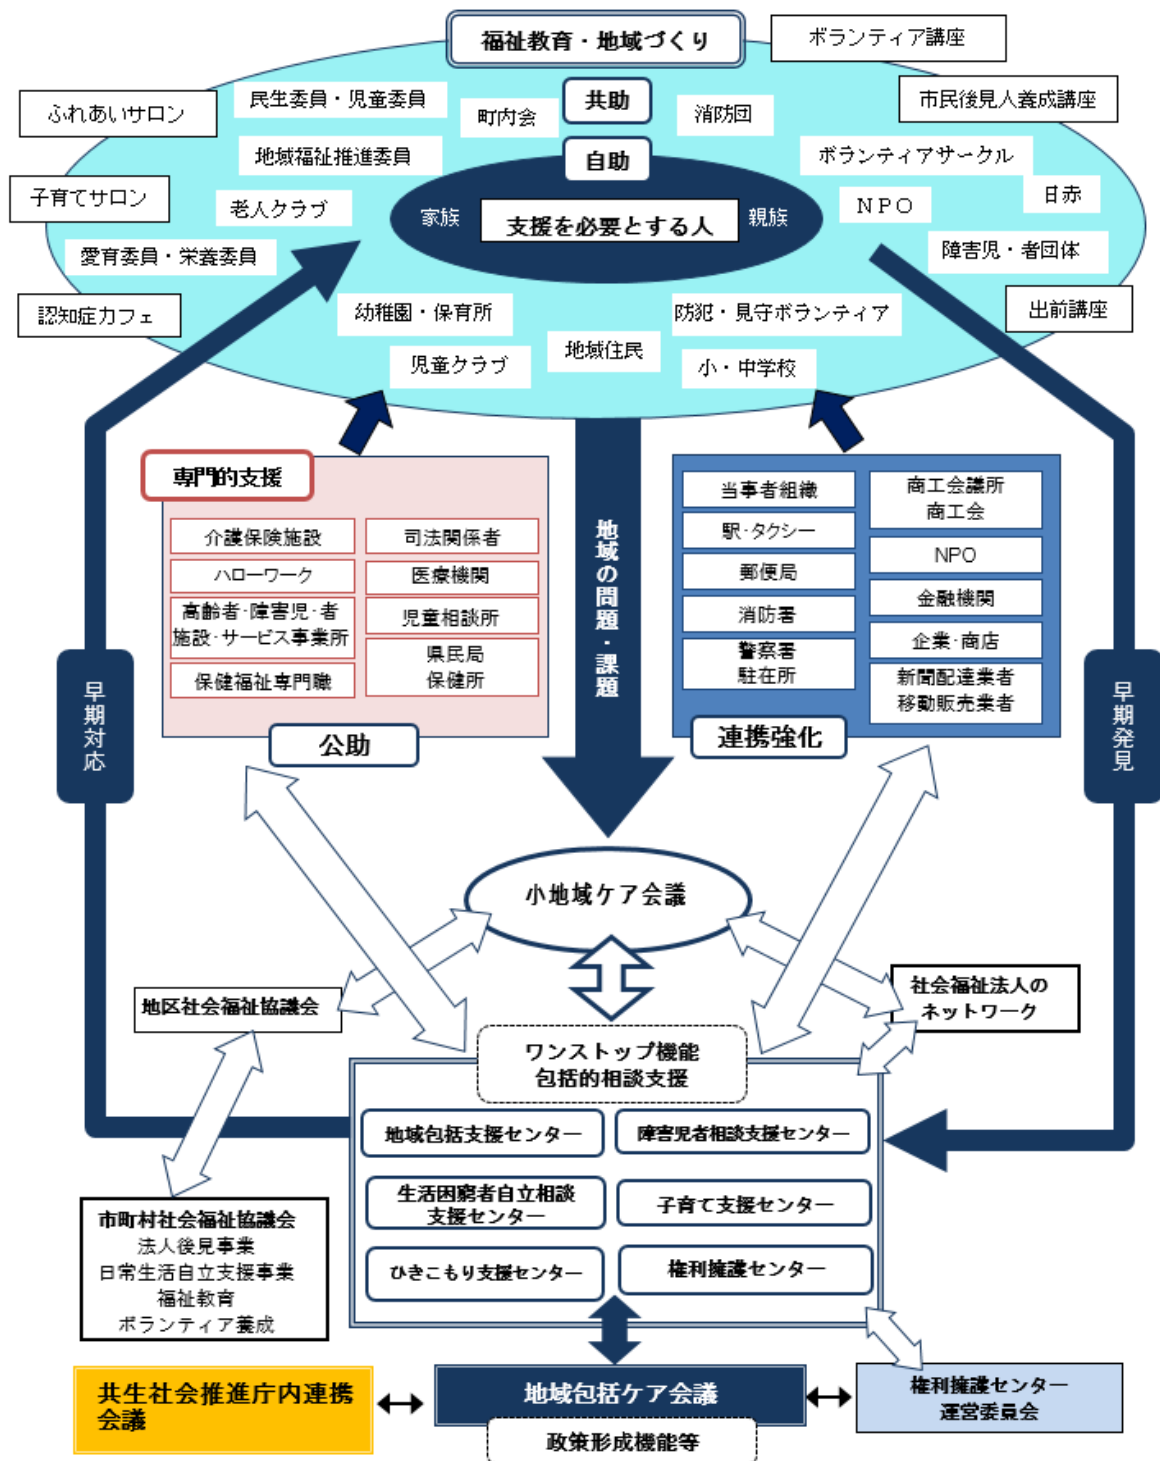 福祉教育・地域づくり
ボランティア講座
ふれあいサロン
民生委員・児童委員
町内会
共助
消防団
市民後見人養成講座
地域福祉推進委員
自助
ボランティアサークル
子育てサロン
老人クラブ
家族
支援を必要とする人
親族
NPO
日赤
愛育委員・栄養委員
障害児・者団体
認知症カフェ
幼稚園・保育所
防犯・見守ボランティア
出前講座
児童クラブ
地域住民
小・中学校
専門的支援
介護保険施設
司法関係者
ハローワーク
医療機関
高齢者・障害児・者
施設・サービス事業所
児童相談所
保健福祉専門職
県民局
保健所
公助
地域の問題・課題
当事者組織
商工会議所
商工会
駅・タクシー
NPO
郵便局
金融機関
消防署
企業・商店
警察署
駐在所
新聞配達業者
移動販売業者
連携強化
早期対応
早期発見
小地域ケア会議
地区社会福祉協議会
社会福祉法人の
ネットワーク
ワンストップ機能
包括的相談支援
地域包括支援センター
障害児者相談支援センター
生活困窮者自立相談
支援センター
子育て支援センター
ひきこもり支援センター
権利擁護センター
市町村社会福祉協議会
法人後見事業
日常生活自立支援事業
福祉教育
ボランティア養成
共生社会推進庁内連携
会議
地域包括ケア会議
政策形成機能等
権利擁護センター
運営委員会